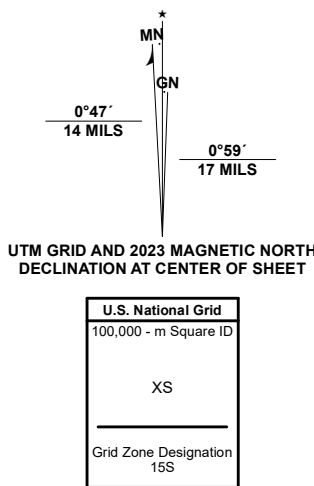 ★
MN
GN
0°47´
14 MILS
0°59´
17 MILS
UTM GRID AND 2023 MAGNETIC NORTH
DECLINATION AT CENTER OF SHEET
U.S. National Grid
100,000 - m Square ID
XS
Grid Zone Designation
15S